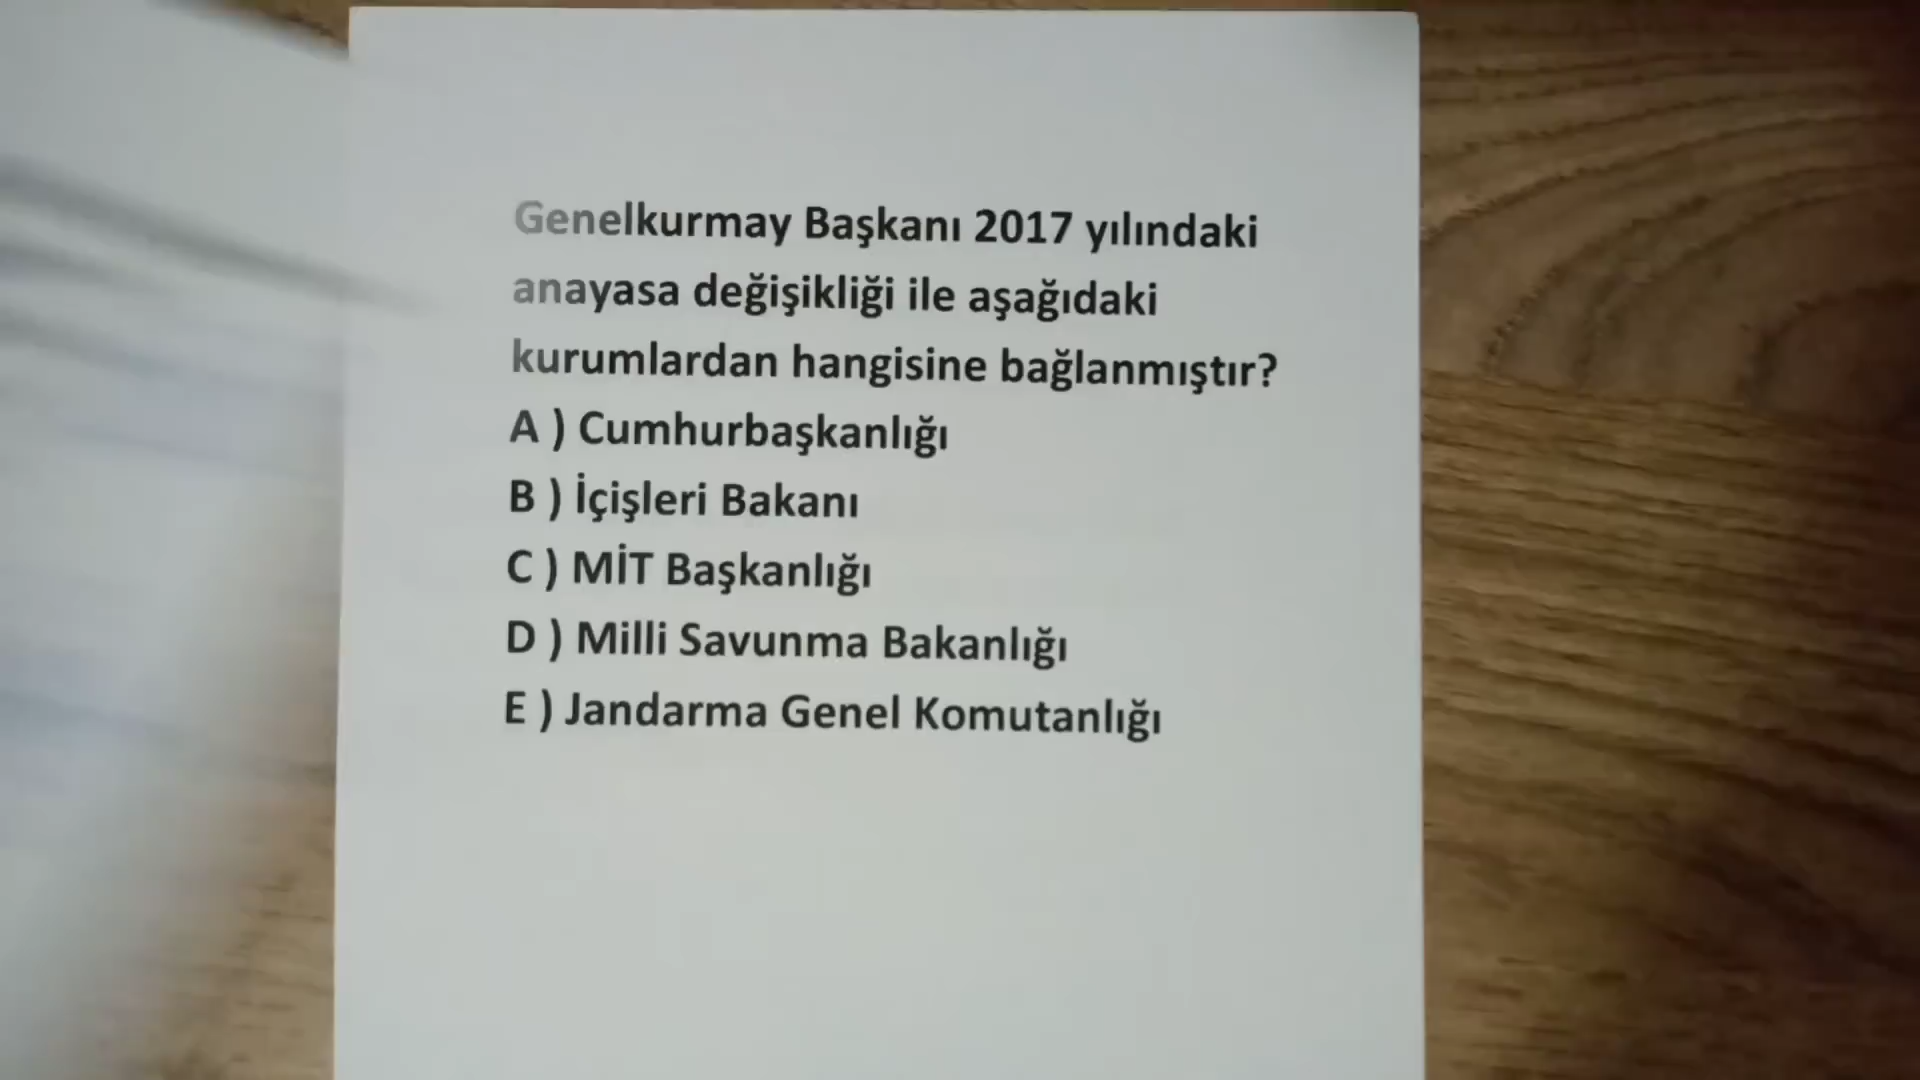 Genelkurmay Başkanı 2017 yılındaki
anayasa değişikliği ile aşağıdaki
kurumlardan hangisine bağlanmıştır?
A ) Cumhurbaşkanlığı
B ) İçişleri Bakanı
C ) MİT Başkanlığı
D ) Milli Savunma Bakanlığı
E ) Jandarma Genel Komutanlığı